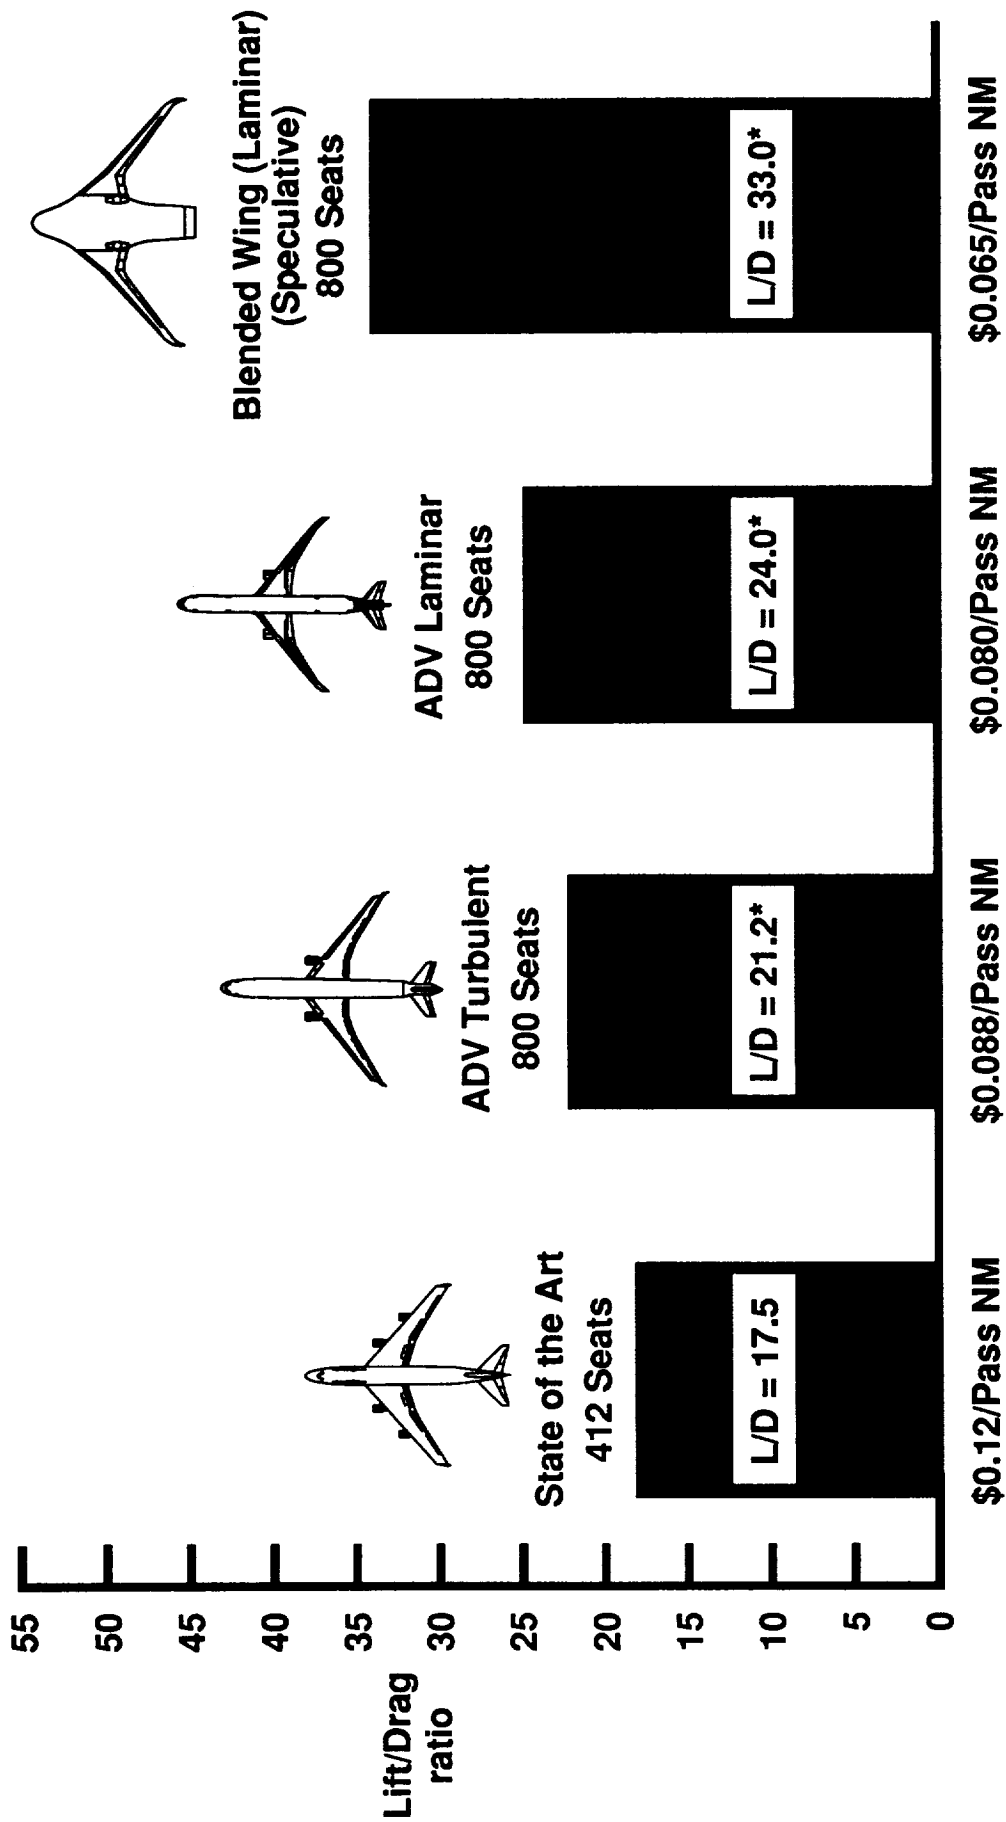 Lift/Drag
ratio
55
50
45
40
35
30
25
20
15
10
5
0
State of the Art
412 Seats
L/D = 17.5
$0.12/Pass NM
ADV Turbulent
800 Seats
L/D = 21.2*
$0.088/Pass NM
ADV Laminar
800 Seats
L/D = 24.0*
$0.080/Pass NM
Blended Wing (Laminar)
(Speculative)
800 Seats
L/D = 33.0*
$0.065/Pass NM